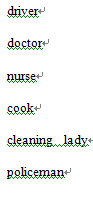 driver
doctor
nurse
cook
cleaning lady
policeman